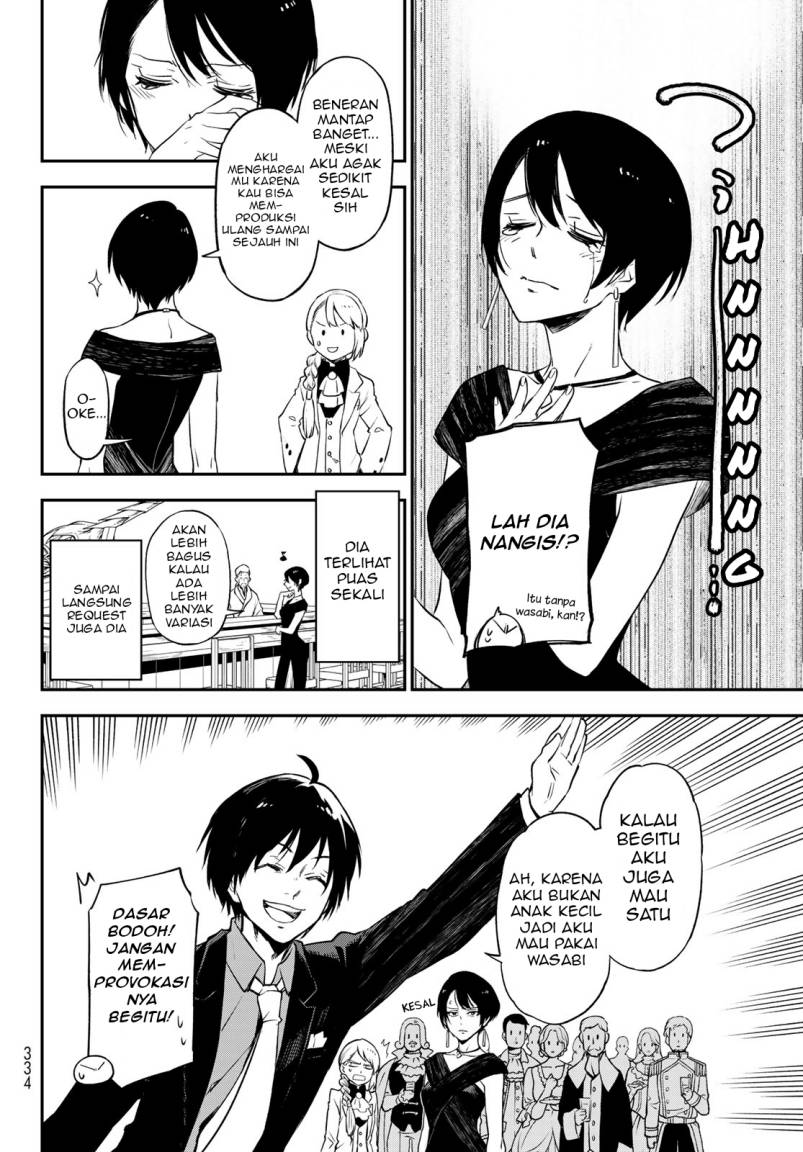 HNNNNNG
LAH DIA
NANGIS!?
Itu tanpa
wasabi, kan!?
BENERAN
MANTAP
BANGET...
MESKI
AKU AGAK
SEDIKIT
KESAL
SIH
AKU
MENGHARGAI
MU KARENA
KAU BISA
MEM-
PRODUKSI
ULANG SAMPAI
SEJAUH INI
O-
OKE...
DIA
TERLIHAT
PUAS
SEKALI
AKAN
LEBIH
BAGUS
KALAU
ADA
LEBIH
BANYAK
VARIASI
SAMPAI
LANGSUNG
REQUEST
JUGA DIA
KALAU
BEGITU
AKU
JUGA
MAU
SATU
AH, KARENA
AKU BUKAN
ANAK KECIL
JADI AKU
MAU PAKAI
WASABI
KESAL
DASAR
BODOH!
JANGAN
MEM-
PROVOKASI
NYA
BEGITU!
334